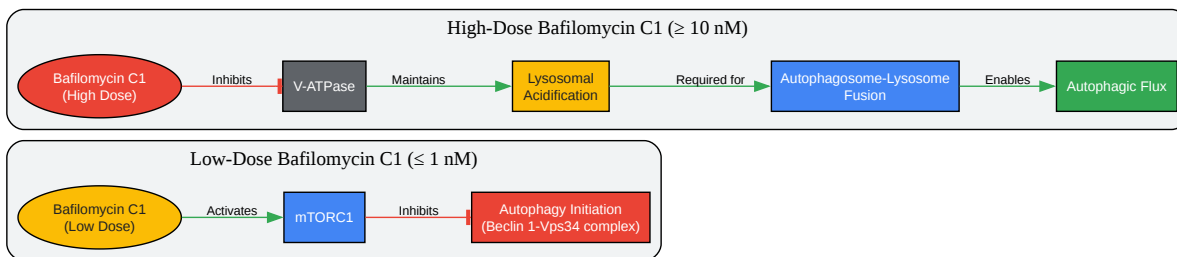 High-Dose Bafilomycin C1 (≥ 10 nM)
Bafilomycin C1
(High Dose)
Inhibits
V-ATPase
Maintains
Lysosomal
Acidification
Required for
Autophagosome-Lysosome
Fusion
Enables
Autophagic Flux
Low-Dose Bafilomycin C1 (≤ 1 nM)
Bafilomycin C1
(Low Dose)
Activates
mTORC1
Inhibits
Autophagy Initiation
(Beclin 1-Vps34 complex)